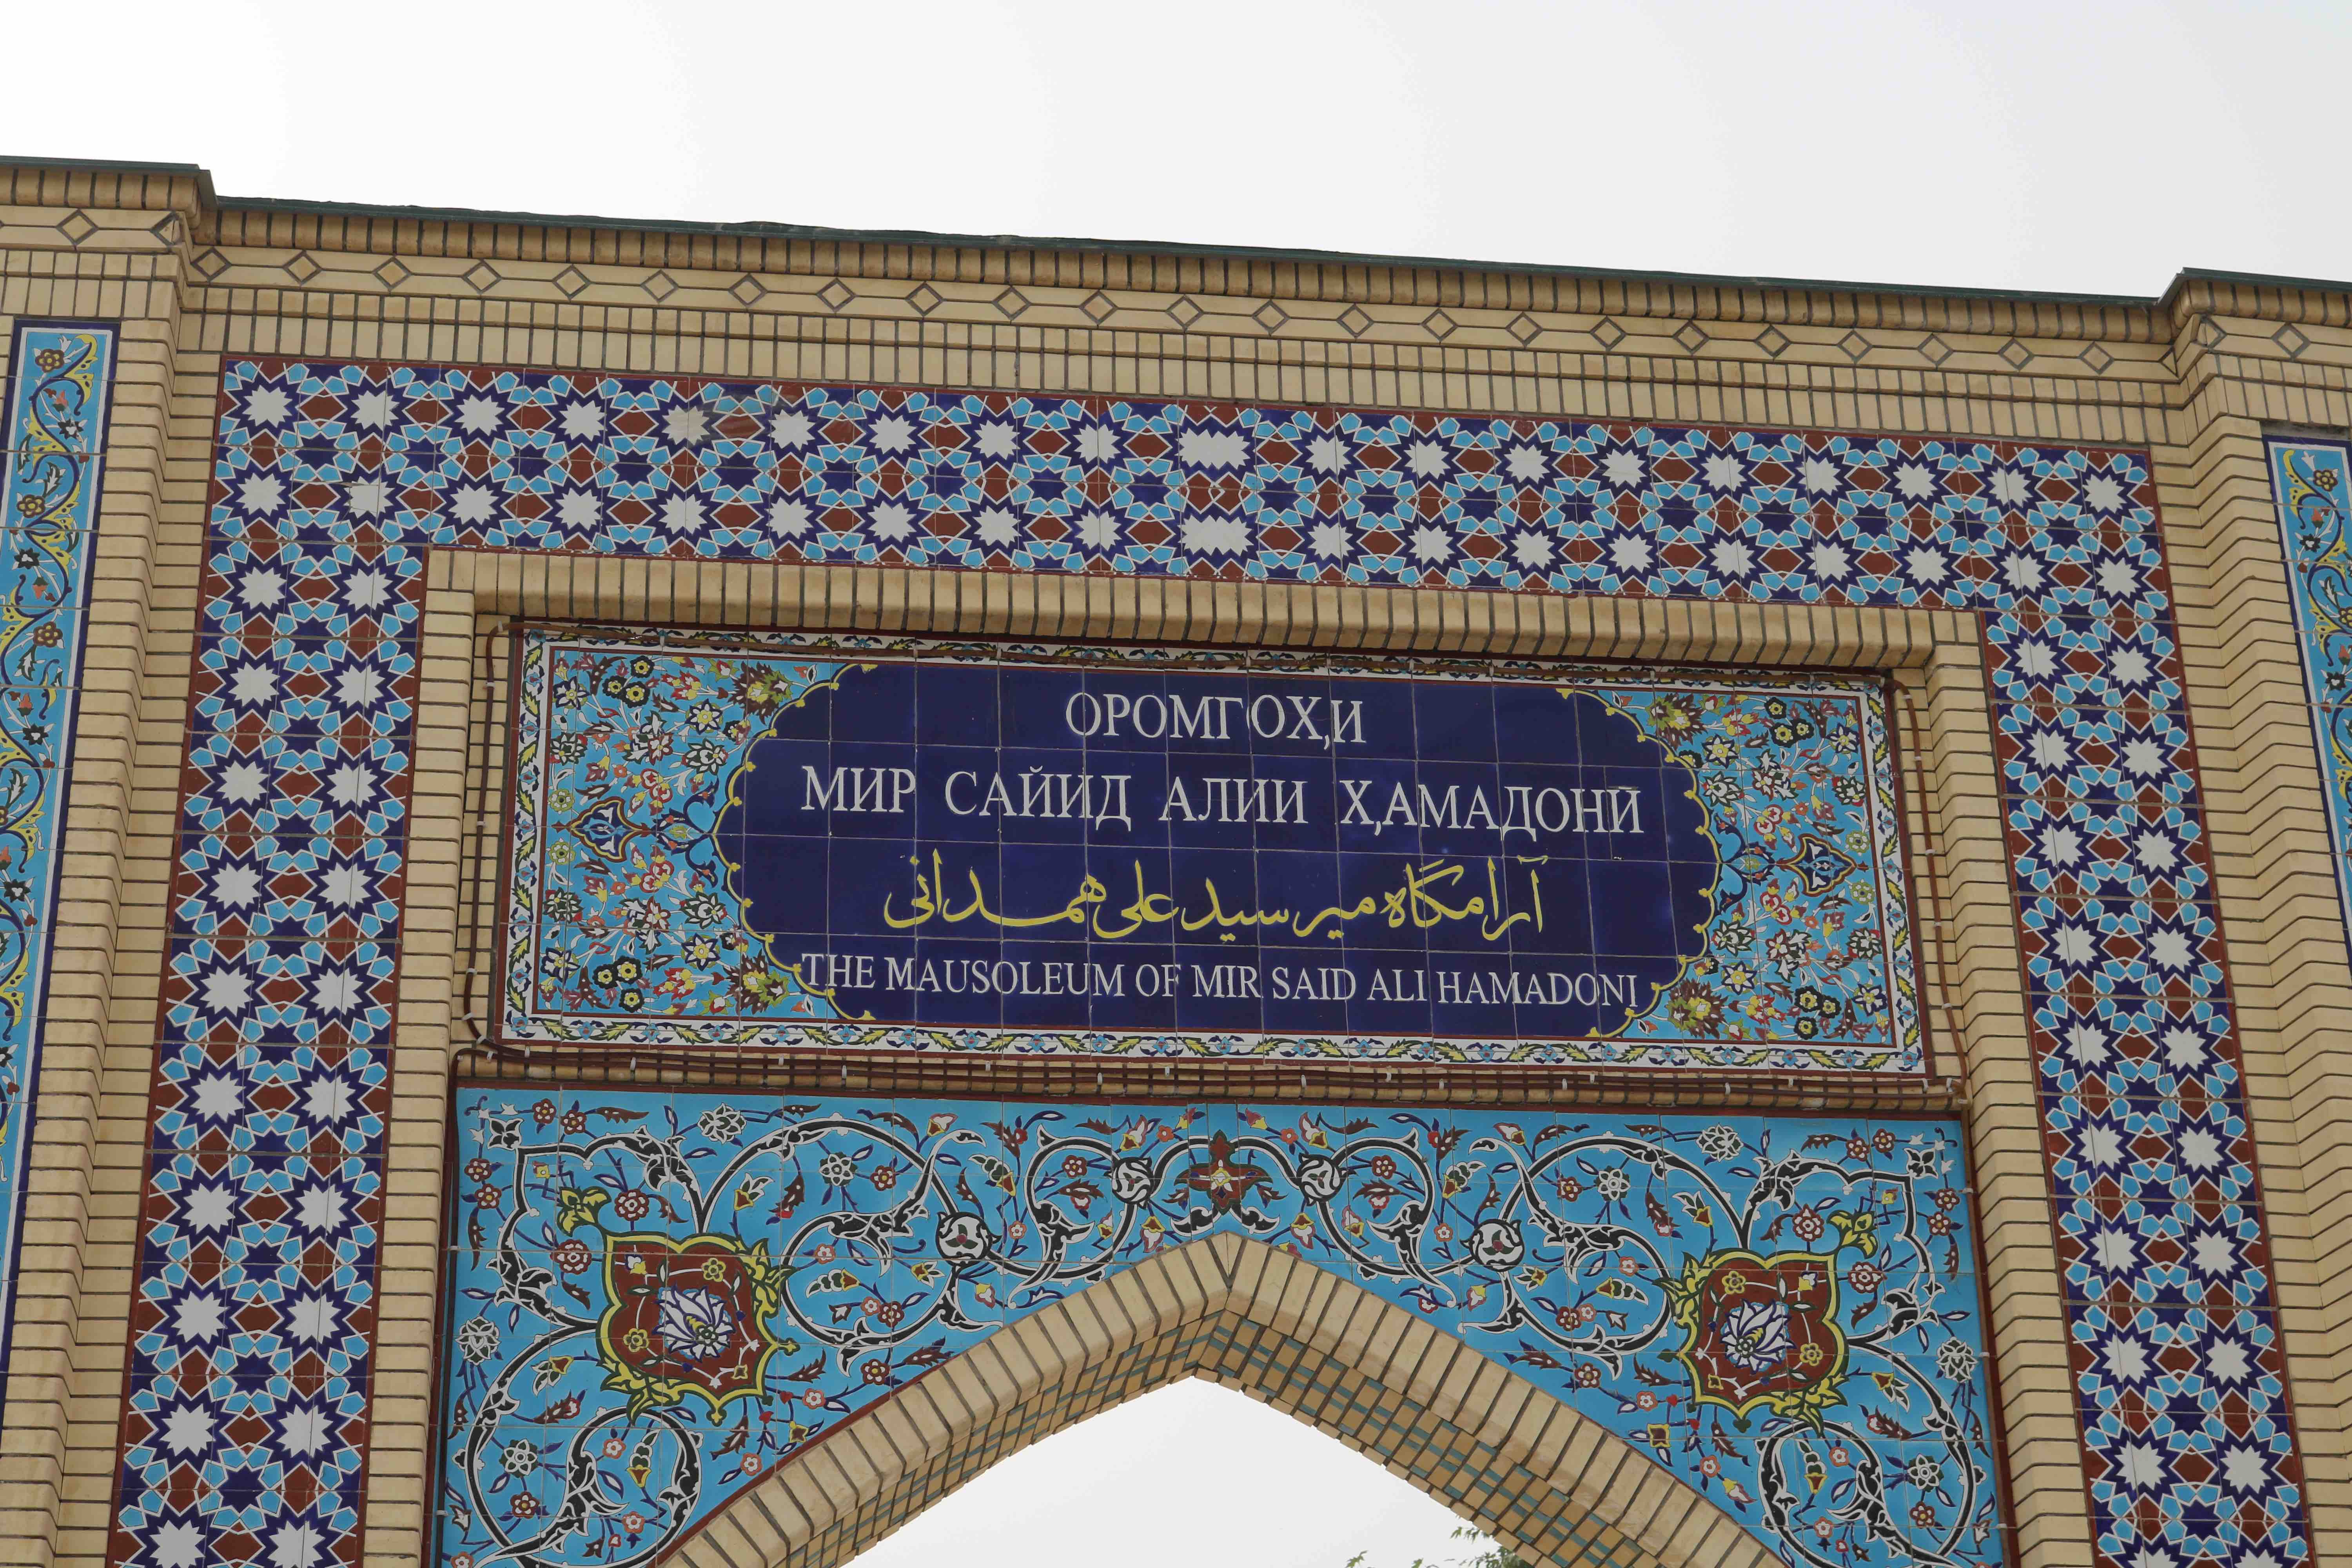 ОРОМГОҲИ
МИР САЙИД АЛИИ ҲАМАДОНӢ
آرامگاه میر سید علی همدانی
THE MAUSOLEUM OF MIR SAID ALI HAMADONI